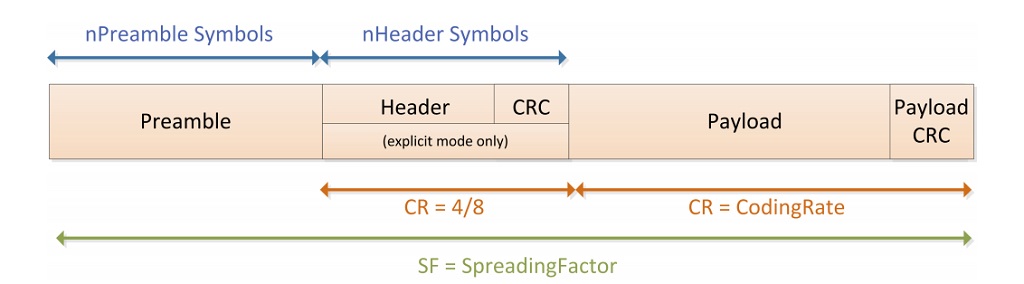 nPreamble Symbols
nHeader Symbols
Preamble
Header
CRC
(explicit mode only)
Payload
Payload
CRC
CR = 4/8
CR = CodingRate
SF = SpreadingFactor